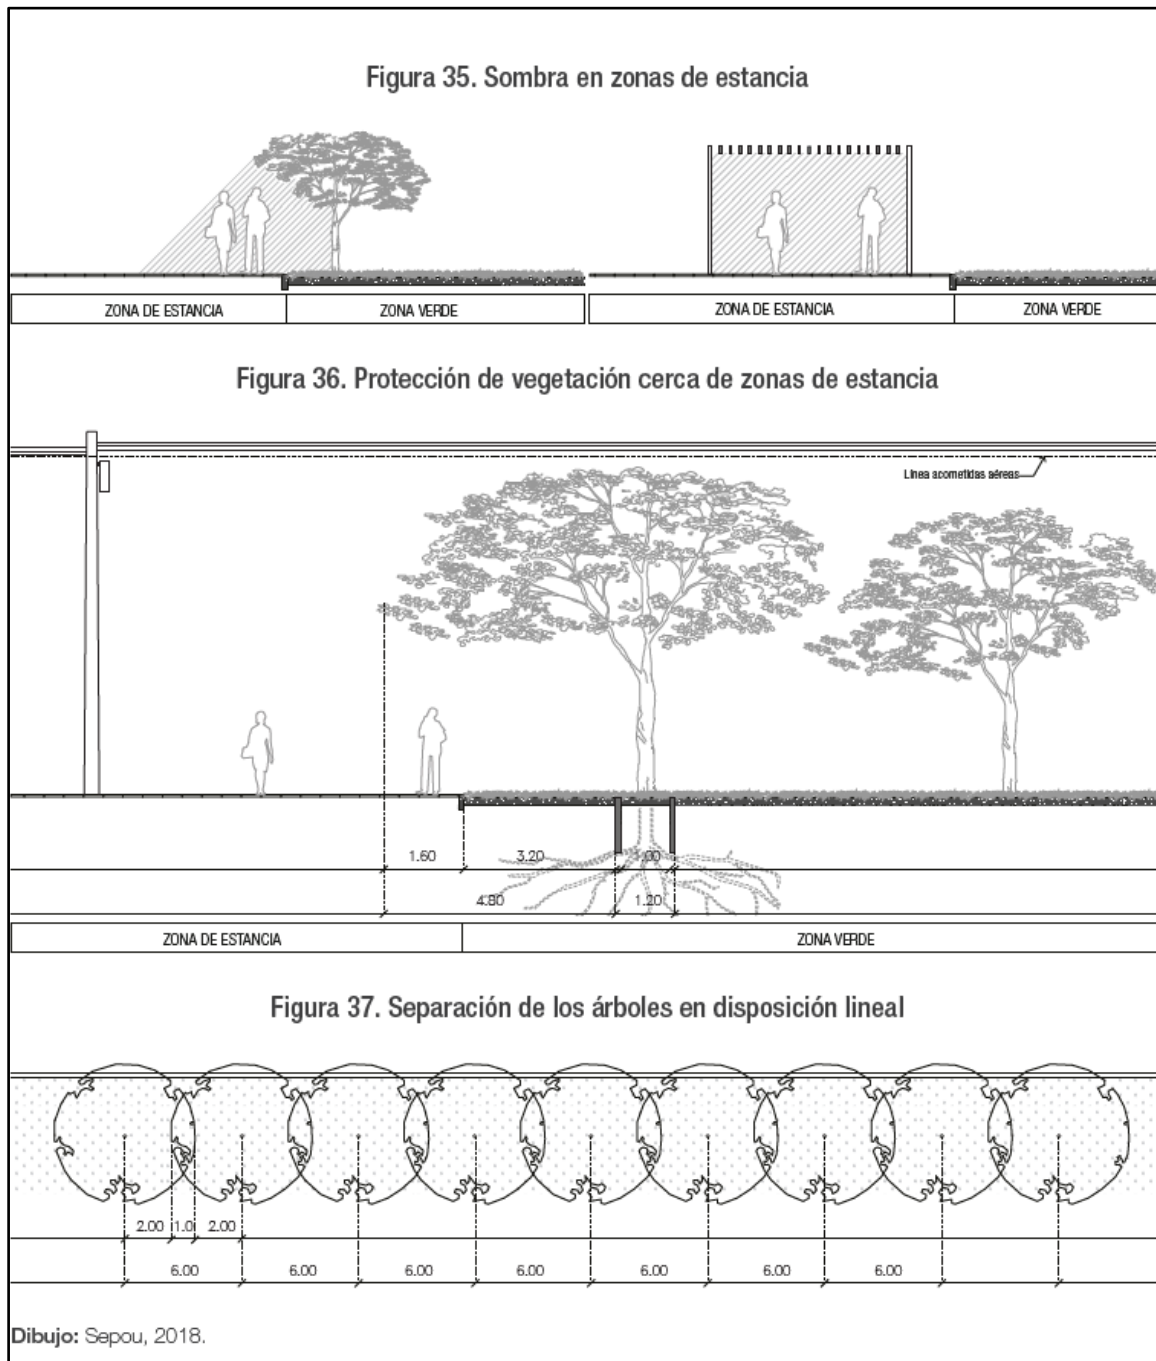 Figura 35. Sombra en zonas de estancia
ZONA DE ESTANCIA ZONA VERDE ZONA DE ESTANCIA ZONA VERDE
Figura 36. Protección de vegetación cerca de zonas de estancia
Línea acometidas aéreas
1.60 3.20 1.00
4.80 1.20
ZONA DE ESTANCIA ZONA VERDE
Figura 37. Separación de los árboles en disposición lineal
2.00 1.0 2.00
6.00 6.00 6.00 6.00 6.00 6.00 6.00
Dibujo: Sepou, 2018.